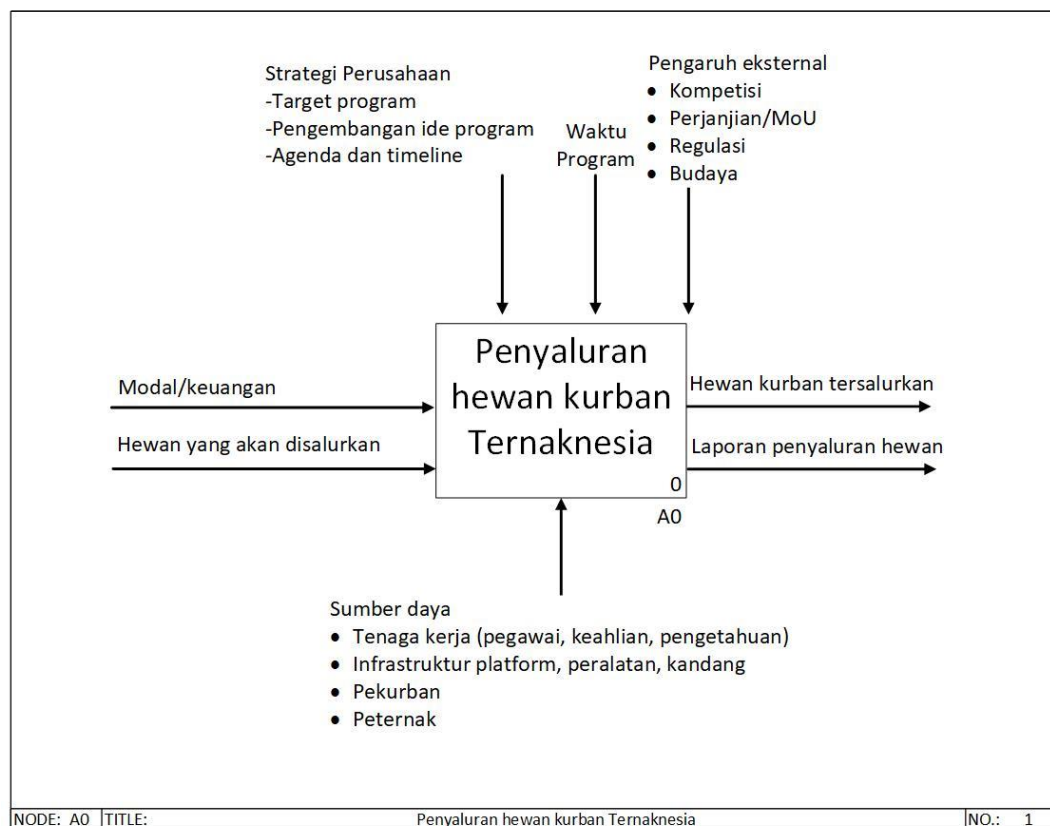 Strategi Perusahaan
-Target program
-Pengembangan ide program
-Agenda dan timeline
Waktu
Program
Pengaruh eksternal
● Kompetisi
● Perjanjian/MoU
● Regulasi
● Budaya
Modal/keuangan
Hewan yang akan disalurkan
Penyaluran
hewan kurban
Ternaknesia
0
A0
Hewan kurban tersalurkan
Laporan penyaluran hewan
Sumber daya
● Tenaga kerja (pegawai, keahlian, pengetahuan)
● Infrastruktur platform, peralatan, kandang
● Pekurban
● Peternak
NODE: A0 TITLE: Penyaluran hewan kurban Ternaknesia NO.: 1